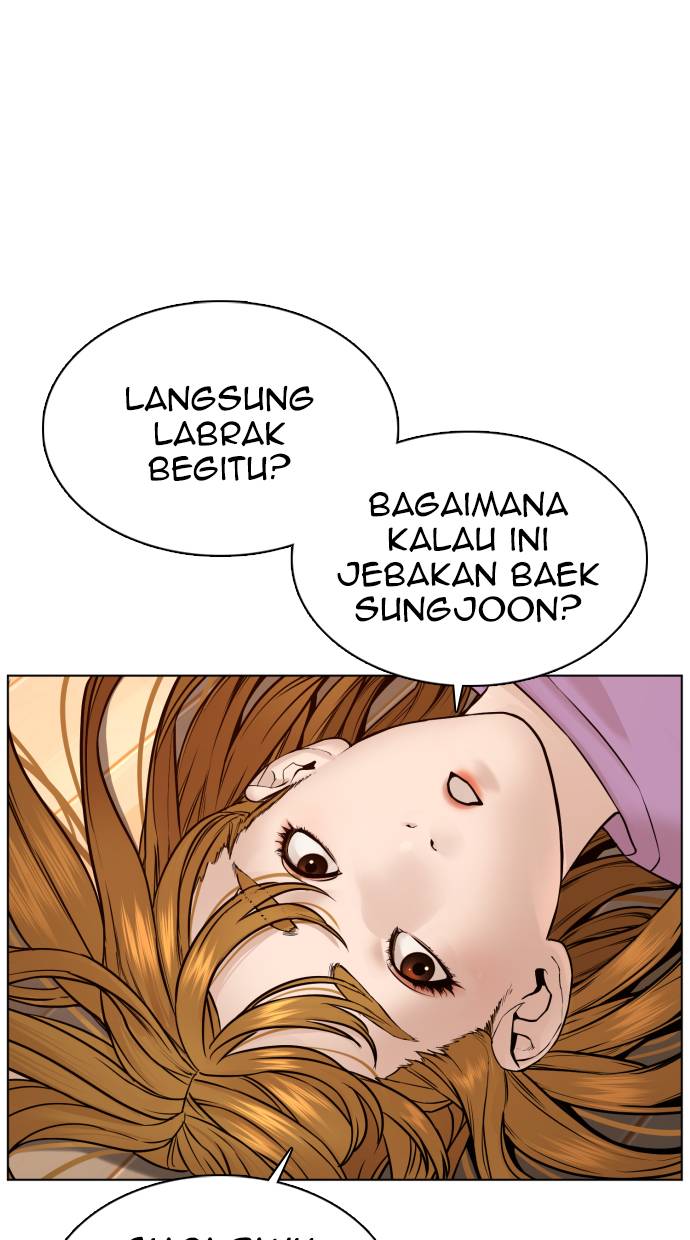 LANGSUNG
LABRAK
BEGITU?
BAGAIMANA
KALAU INI
JEBAKAN BAEK
SUNGJOON?